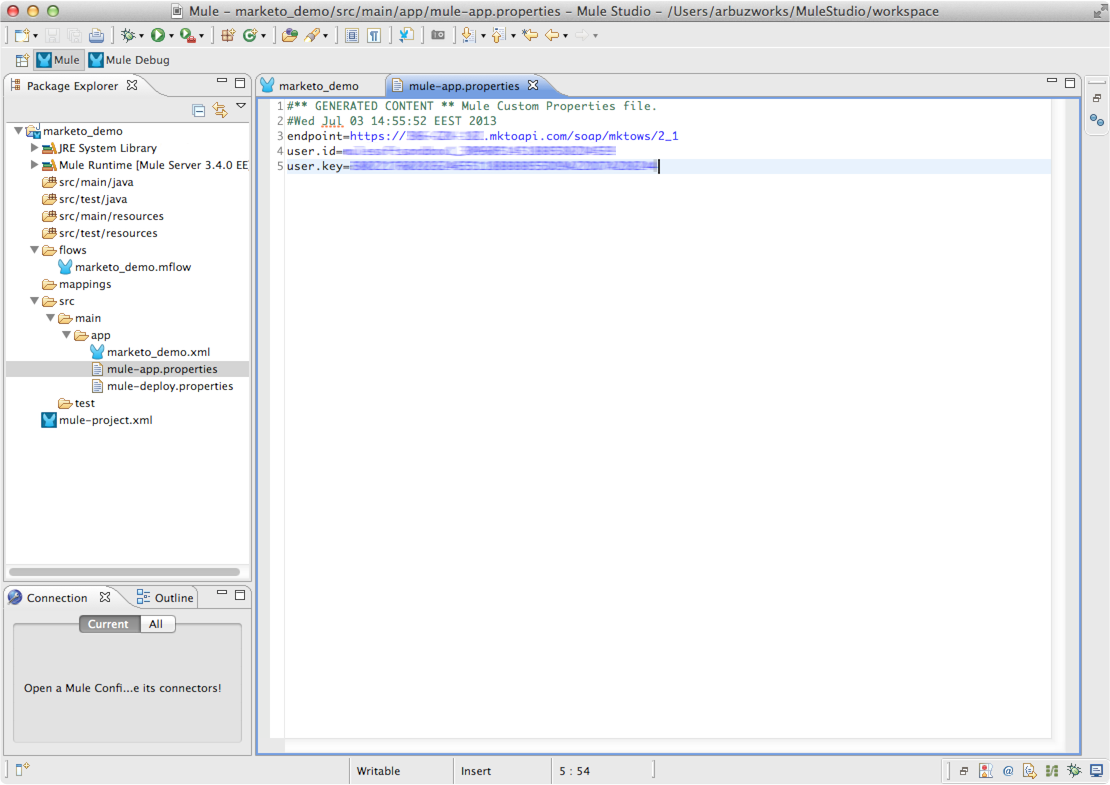 Mule – marketo_demo/src/main/app/mule-app.properties – Mule Studio – /Users/arbuzworks/MuleStudio/workspace
Mule Mule Debug
Package Explorer
marketo_demo
JRE System Library
Mule Runtime [Mule Server 3.4.0 EE
src/main/java
src/test/java
src/main/resources
src/test/resources
flows
marketo_demo.mflow
mappings
src
main
app
marketo_demo.xml
mule-app.properties
mule-deploy.properties
test
mule-project.xml
Connection Outline
Current All
Open a Mule Confi...e its connectors!
marketo_demo mule-app.properties
1 #** GENERATED CONTENT ** Mule Custom Properties file.
2 #Wed Jul 03 14:55:52 EEST 2013
3 endpoint=https:// .mktoapi.com/soap/mktows/2_1
4 user.id=
5 user.key=
Writable Insert 5 : 54